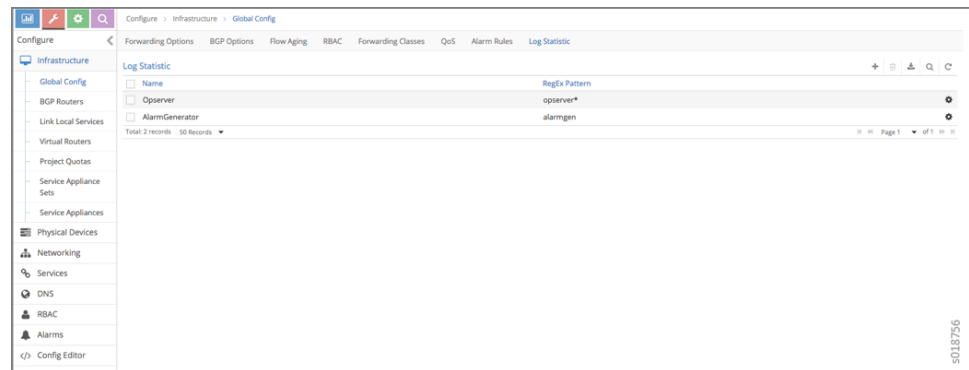 Configure > Infrastructure > Global Config
Configure
Forwarding Options BGP Options Flow Aging RBAC Forwarding Classes QoS Alarm Rules Log Statistic
Infrastructure
Global Config
BGP Routers
Link Local Services
Virtual Routers
Project Quotas
Service Appliance
Sets
Service Appliances
Physical Devices
Networking
Services
DNS
RBAC
Alarms
Config Editor
Log Statistic
Name RegEx Pattern
Opserver opserver*
AlarmGenerator alarmgen
Total: 2 records 50 Records Page 1 of 1
s018756